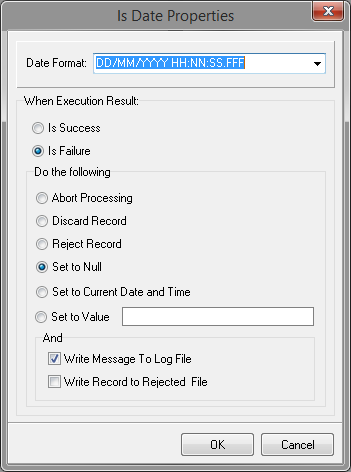 Is Date Properties
Date Format: DD/MM/YYYY HH:NN:SS.FFF
When Execution Result:
Is Success
Is Failure
Do the following
Abort Processing
Discard Record
Reject Record
Set to Null
Set to Current Date and Time
Set to Value
And
Write Message To Log File
Write Record to Rejected File
OK Cancel